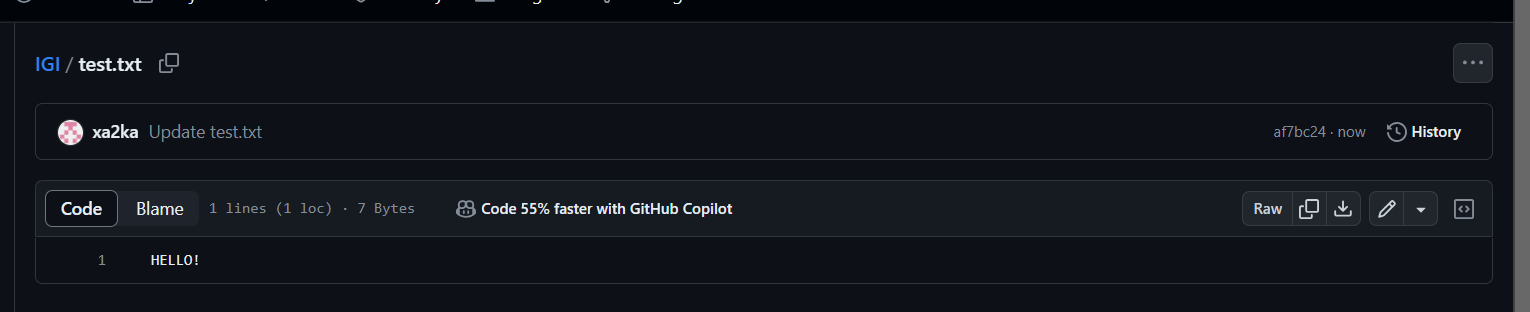 IGI / test.txt
xa2ka Update test.txt af7bc24 · now History
Code Blame 1 lines (1 loc) · 7 Bytes Code 55% faster with GitHub Copilot Raw
1 HELLO!